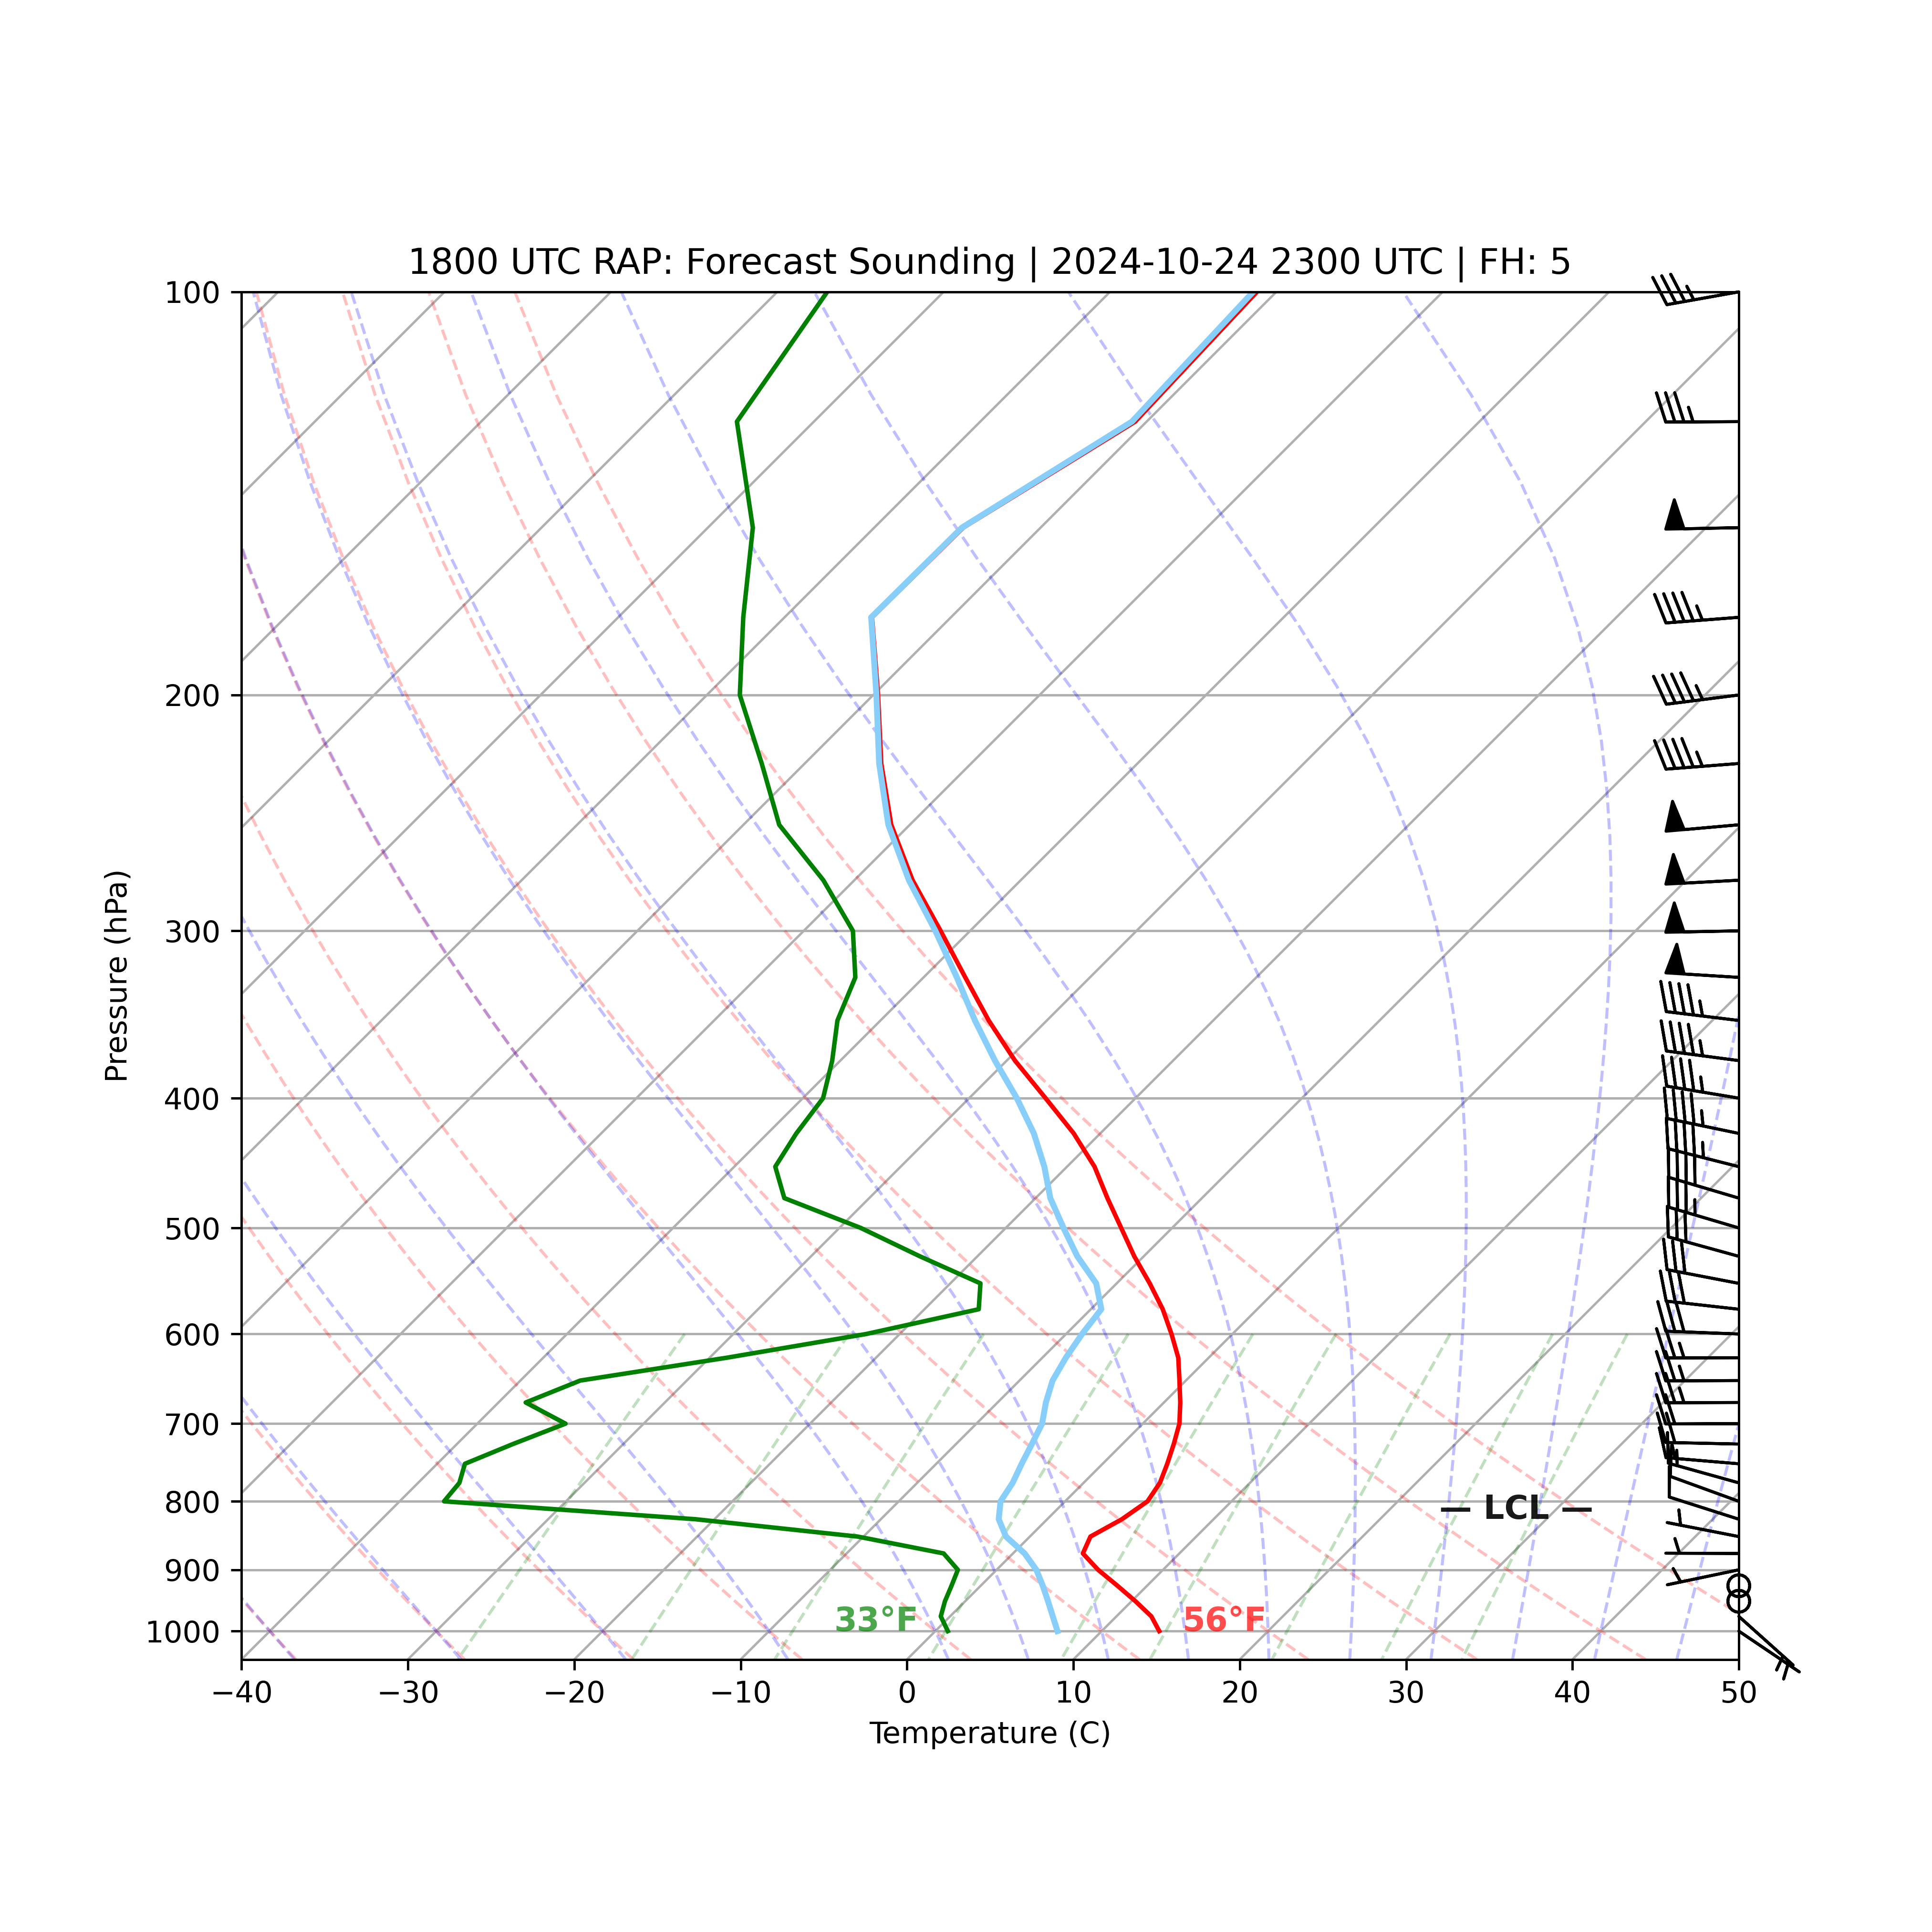 1800 UTC RAP: Forecast Sounding | 2024-10-24 2300 UTC | FH: 5
100
200
300
400
500
600
700
800
900
1000
Pressure (hPa)
— LCL —
33°F
56°F
−40 −30 −20 −10 0 10 20 30 40 50
Temperature (C)